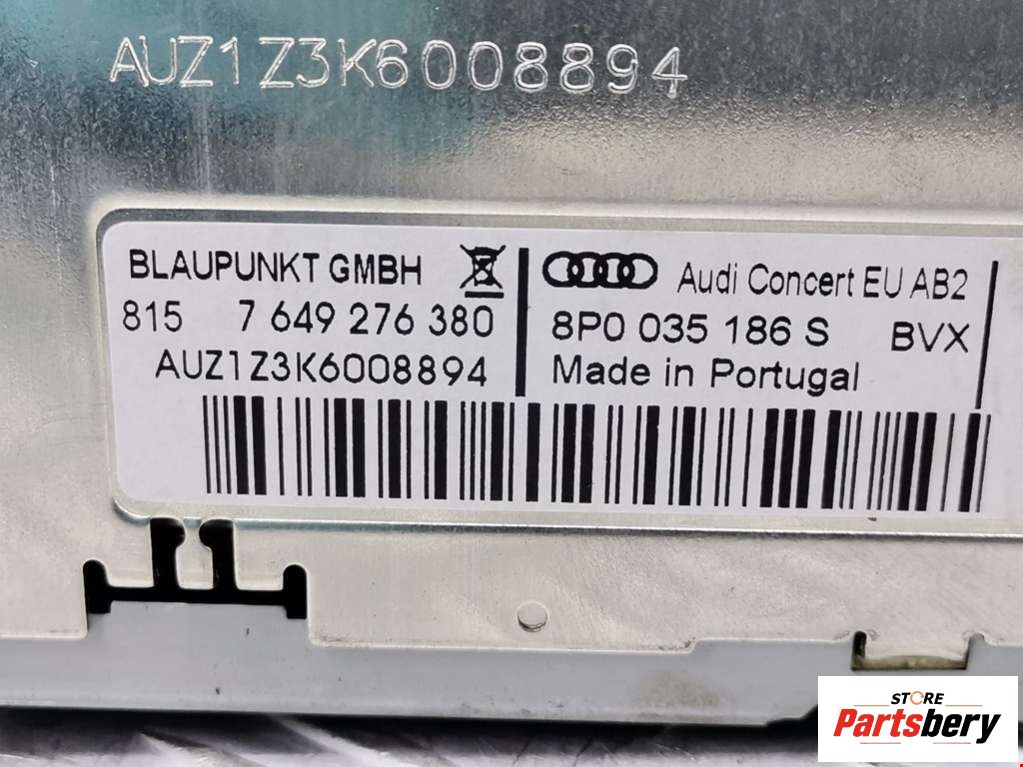 AUZ1Z3K6008894
BLAUPUNKT GMBH
815 7 649 276 380
AUZ1Z3K6008894
Audi Concert EU AB2
8P0 035 186 S BVX
Made in Portugal
STORE
Partsbery